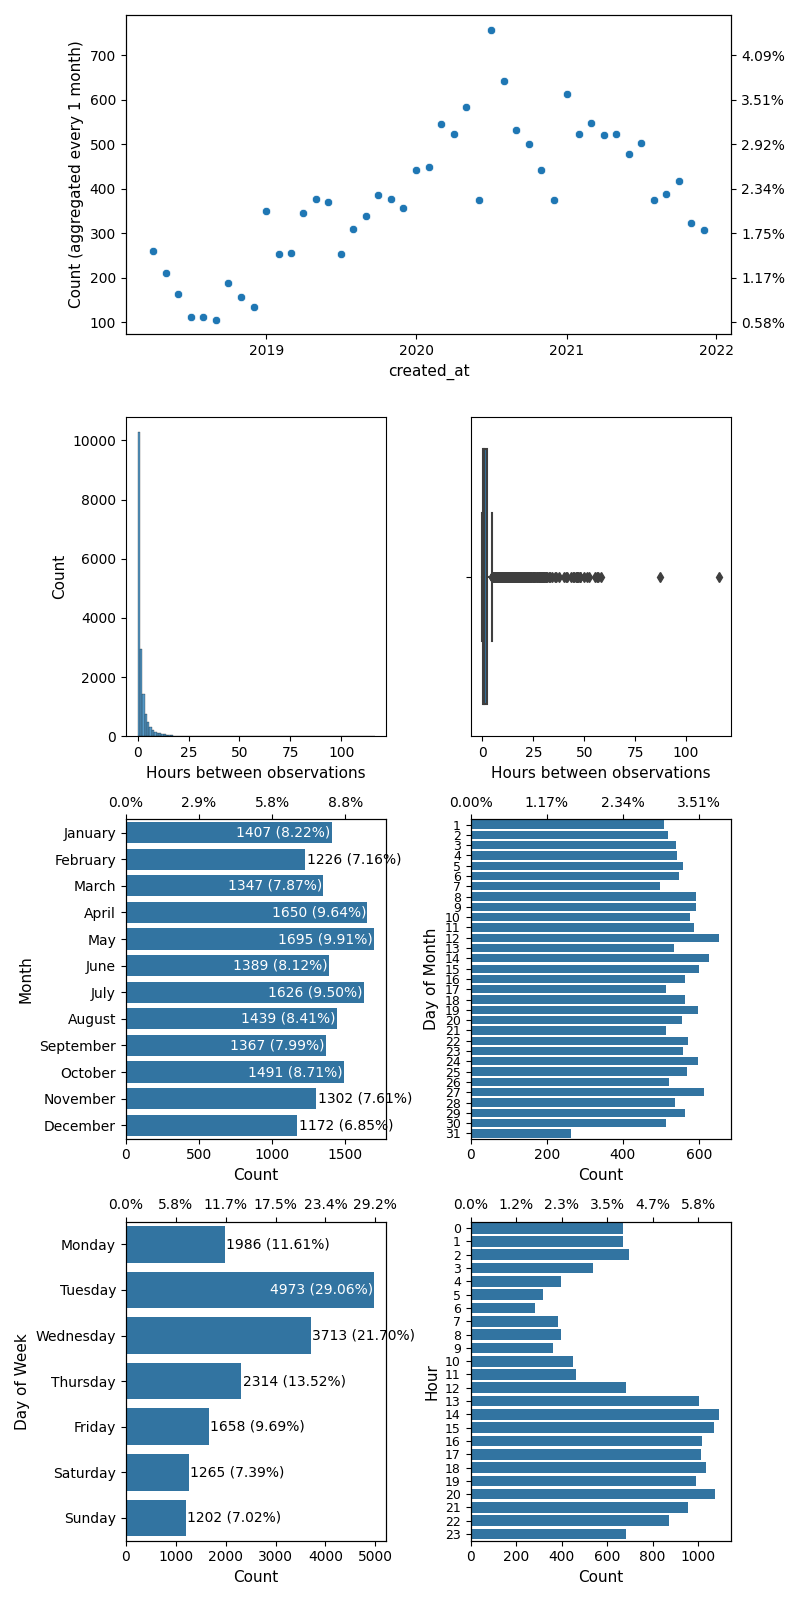 Count (aggregated every 1 month)
700
600
500
400
300
200
100
4.09%
3.51%
2.92%
2.34%
1.75%
1.17%
0.58%
2019 2020 2021 2022
created_at
Count
10000
8000
6000
4000
2000
0
0 25 50 75 100
Hours between observations
0 25 50 75 100
Hours between observations
0.0% 2.9% 5.8% 8.8%
Month
January 1407 (8.22%)
February 1226 (7.16%)
March 1347 (7.87%)
April 1650 (9.64%)
May 1695 (9.91%)
June 1389 (8.12%)
July 1626 (9.50%)
August 1439 (8.41%)
September 1367 (7.99%)
October 1491 (8.71%)
November 1302 (7.61%)
December 1172 (6.85%)
0 500 1000 1500
Count
0.00% 1.17% 2.34% 3.51%
Day of Month
1
2
3
4
5
6
7
8
9
10
11
12
13
14
15
16
17
18
19
20
21
22
23
24
25
26
27
28
29
30
31
0 200 400 600
Count
0.0% 5.8% 11.7% 17.5% 23.4% 29.2%
Day of Week
Monday 1986 (11.61%)
Tuesday 4973 (29.06%)
Wednesday 3713 (21.70%)
Thursday 2314 (13.52%)
Friday 1658 (9.69%)
Saturday 1265 (7.39%)
Sunday 1202 (7.02%)
0 1000 2000 3000 4000 5000
Count
0.0% 1.2% 2.3% 3.5% 4.7% 5.8%
Hour
0
1
2
3
4
5
6
7
8
9
10
11
12
13
14
15
16
17
18
19
20
21
22
23
0 200 400 600 800 1000
Count